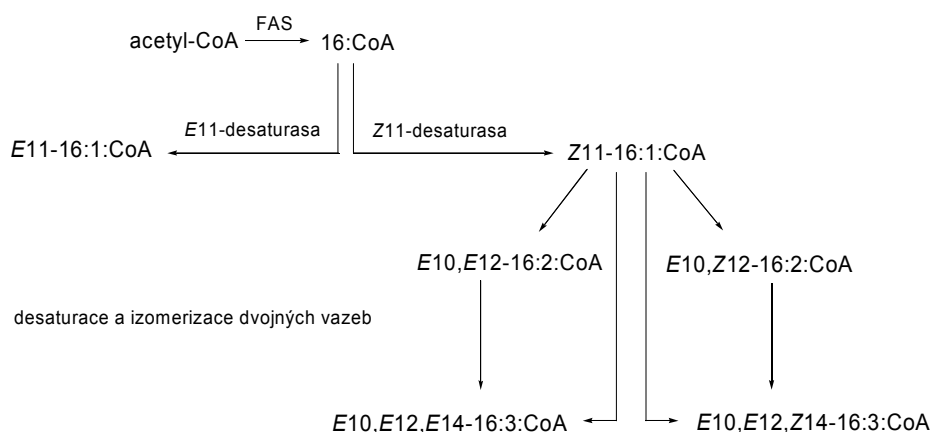 FAS
acetyl-CoA 16:CoA
E11-desaturasa Z11-desaturasa
E11-16:1:CoA Z11-16:1:CoA
E10,E12-16:2:CoA E10,Z12-16:2:CoA
desaturace a izomerizace dvojných vazeb
E10,E12,E14-16:3:CoA E10,E12,Z14-16:3:CoA